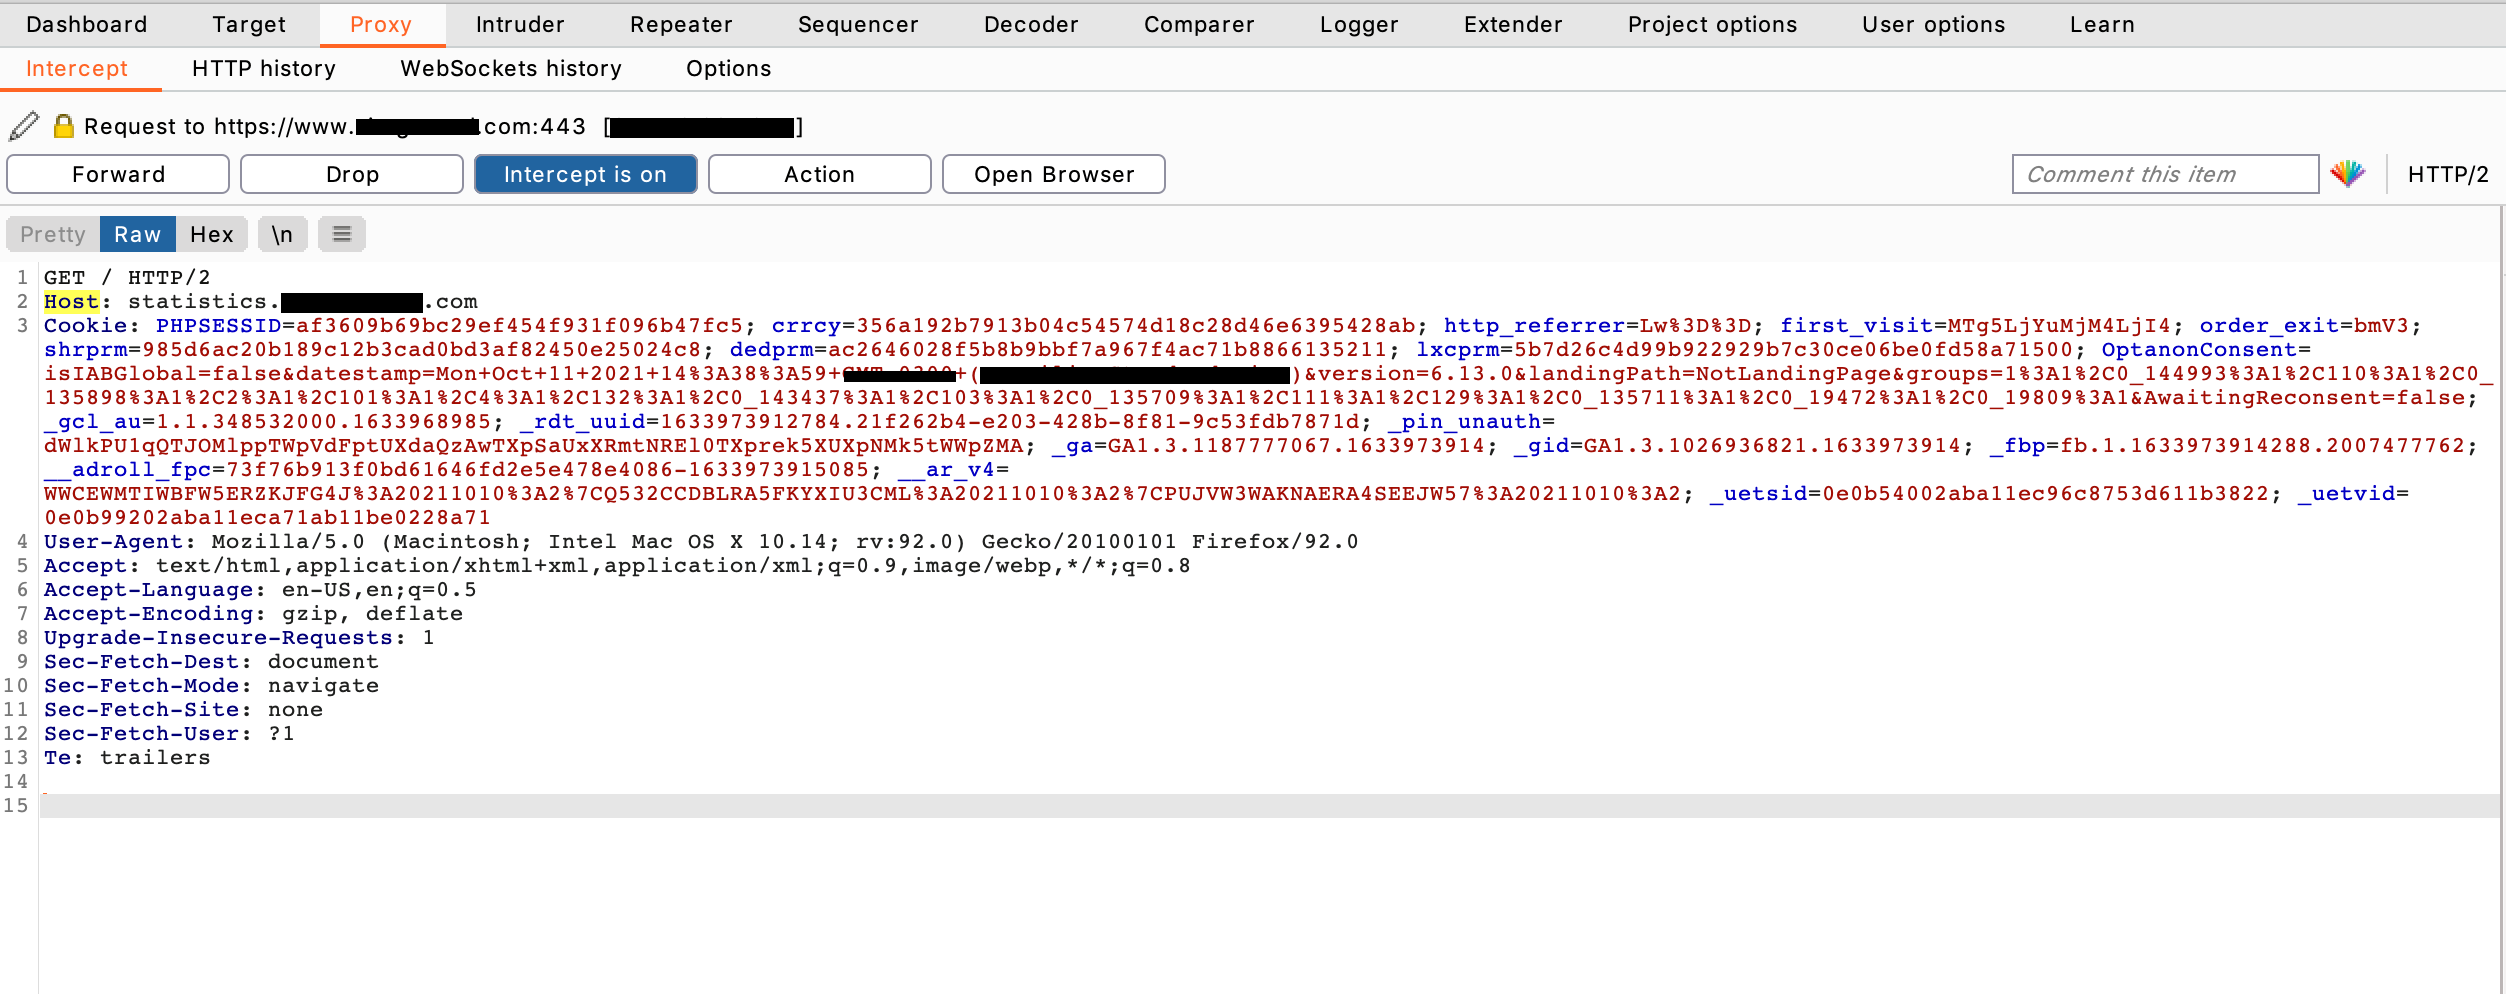 Dashboard Target Proxy Intruder Repeater Sequencer Decoder Comparer Logger Extender Project options User options Learn
Intercept HTTP history WebSockets history Options
Request to https://www. .com:443 [ ]
Forward Drop Intercept is on Action Open Browser Comment this item HTTP/2
Pretty Raw Hex \n
1 GET / HTTP/2
2 Host: statistics. .com
3 Cookie: PHPSESSID=af3609b69bc29ef454f931f096b47fc5; crrcy=356a192b7913b04c54574d18c28d46e6395428ab; http_referrer=Lw%3D%3D; first_visit=MTg5LjYuMjM4LjI4; order_exit=bmV3;
shrprm=985d6ac20b189c12b3cad0bd3af82450e25024c8; dedprm=ac2646028f5b8b9bbf7a967f4ac71b8866135211; lxcprm=5b7d26c4d99b922929b7c30ce06be0fd58a71500; OptanonConsent=
isIABGlobal=false&datestamp=Mon+Oct+11+2021+14%3A38%3A59+ +( )&version=6.13.0&landingPath=NotLandingPage&groups=1%3A1%2C0_144993%3A1%2C110%3A1%2C0_
135898%3A1%2C2%3A1%2C101%3A1%2C4%3A1%2C132%3A1%2C0_143437%3A1%2C103%3A1%2C0_135709%3A1%2C111%3A1%2C129%3A1%2C0_135711%3A1%2C0_19472%3A1%2C0_19809%3A1&AwaitingReconsent=false;
_gcl_au=1.1.348532000.1633968985; _rdt_uuid=1633973912784.21f262b4-e203-428b-8f81-9c53fdb7871d; _pin_unauth=
dWlkPU1qQTJOMlppTWpVdFptUXdaQzAwTXpSaUxXRmtNREl0TXprek5XUXpNMk5tWWpZMA; _ga=GA1.3.1187777067.1633973914; _gid=GA1.3.1026936821.1633973914; _fbp=fb.1.1633973914288.2007477762;
__adroll_fpc=73f76b913f0bd61646fd2e5e478e4086-1633973915085; __ar_v4=
WWCEWMTIWBFW5ERZKJFG4J%3A20211010%3A2%7CQ532CCDBLRA5FKYXIU3CML%3A20211010%3A2%7CPUJVW3WAKNAERA4SEEJW57%3A20211010%3A2; _uetsid=0e0b54002aba11ec96c8753d611b3822; _uetvid=
0e0b99202aba11eca71ab11be0228a71
4 User-Agent: Mozilla/5.0 (Macintosh; Intel Mac OS X 10.14; rv:92.0) Gecko/20100101 Firefox/92.0
5 Accept: text/html,application/xhtml+xml,application/xml;q=0.9,image/webp,*/*;q=0.8
6 Accept-Language: en-US,en;q=0.5
7 Accept-Encoding: gzip, deflate
8 Upgrade-Insecure-Requests: 1
9 Sec-Fetch-Dest: document
10 Sec-Fetch-Mode: navigate
11 Sec-Fetch-Site: none
12 Sec-Fetch-User: ?1
13 Te: trailers
14
15